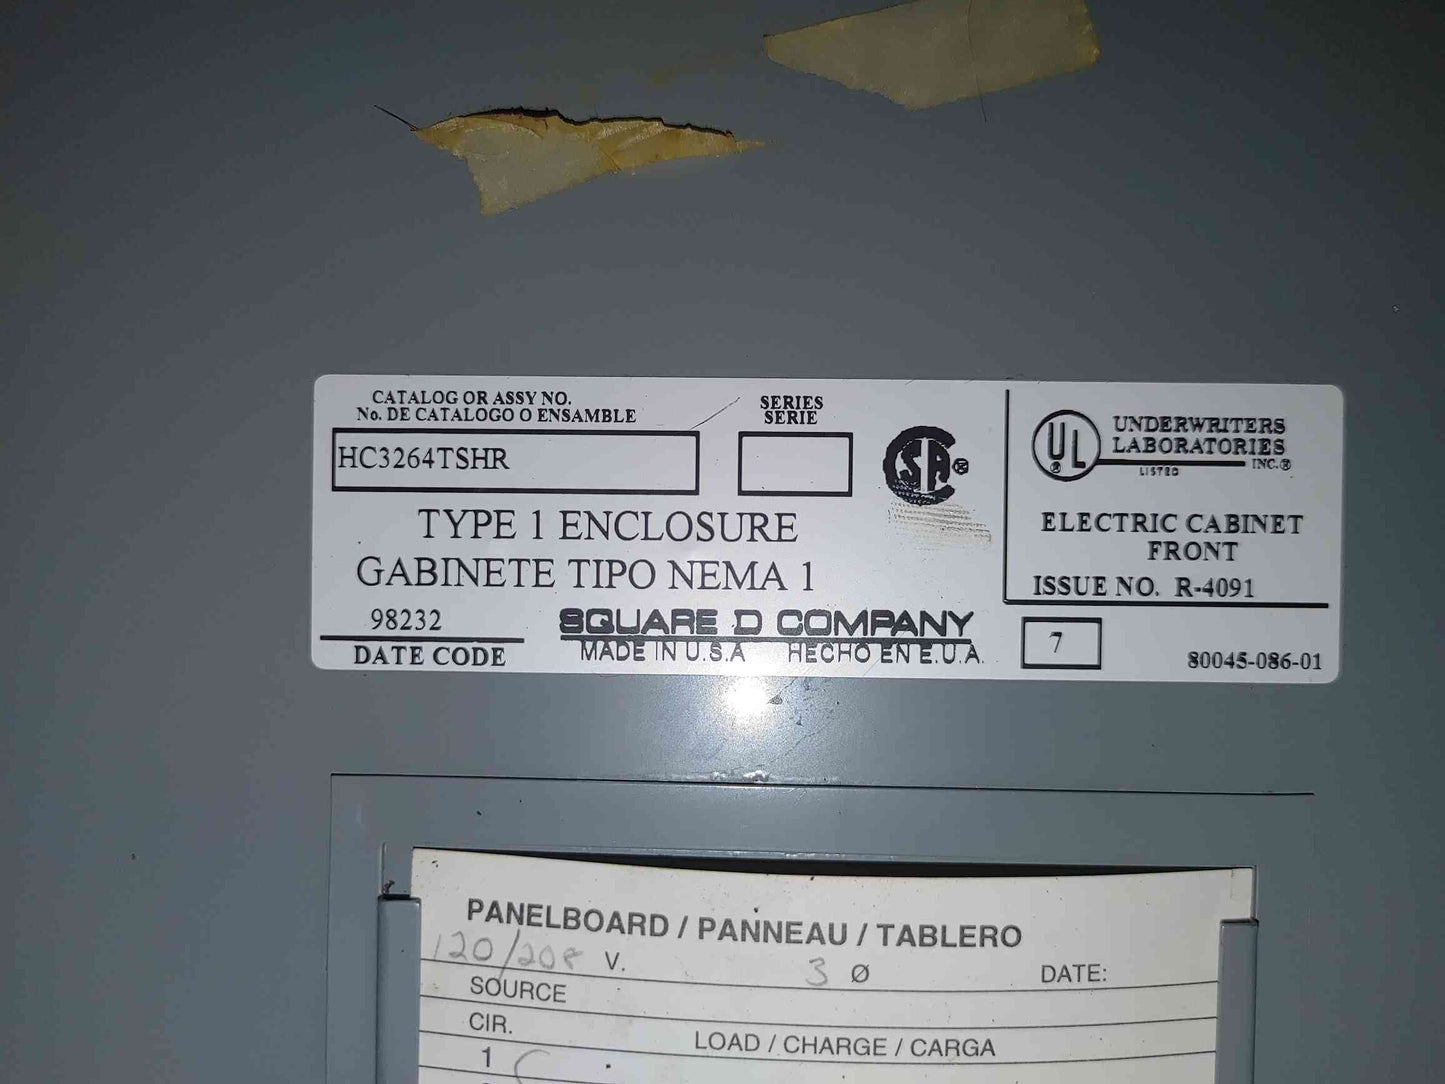 CATALOG OR ASSY NO.
No. DE CATALOGO O ENSAMBLE
HC3264TSHR
SERIES
SERIE
CSA®
UL®
UNDERWRITERS
LABORATORIES
INC.®
LISTED
ELECTRIC CABINET
FRONT
ISSUE NO. R-4091
TYPE 1 ENCLOSURE
GABINETE TIPO NEMA 1
98232
DATE CODE
SQUARE D COMPANY
MADE IN U.S.A HECHO EN E.U.A.
7
80045-086-01
PANELBOARD / PANNEAU / TABLERO
120/208 V. 3 Ø DATE:
SOURCE
CIR. LOAD / CHARGE / CARGA
1